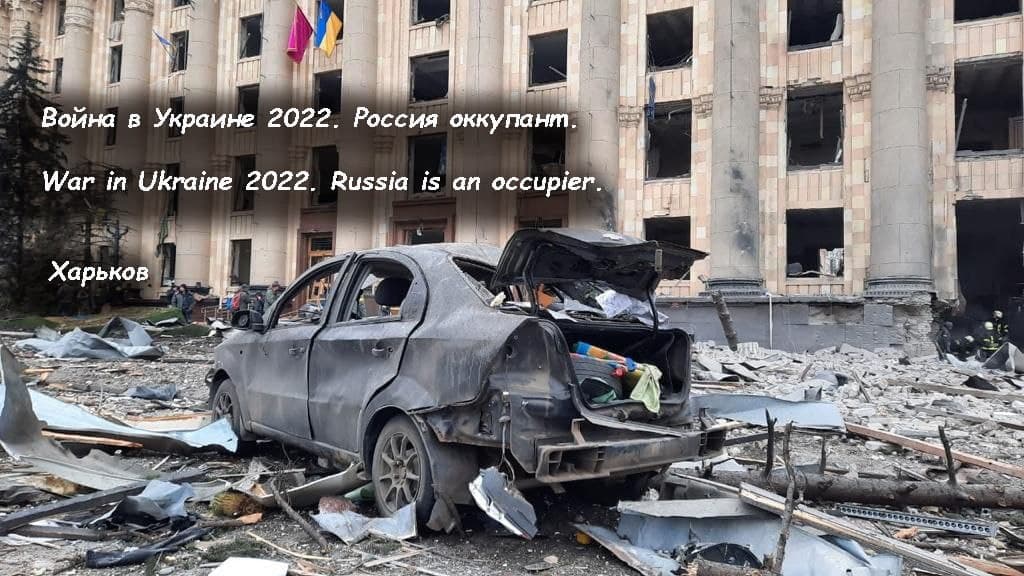 Война в Украине 2022. Россия оккупант.
War in Ukraine 2022. Russia is an occupier.
Харьков